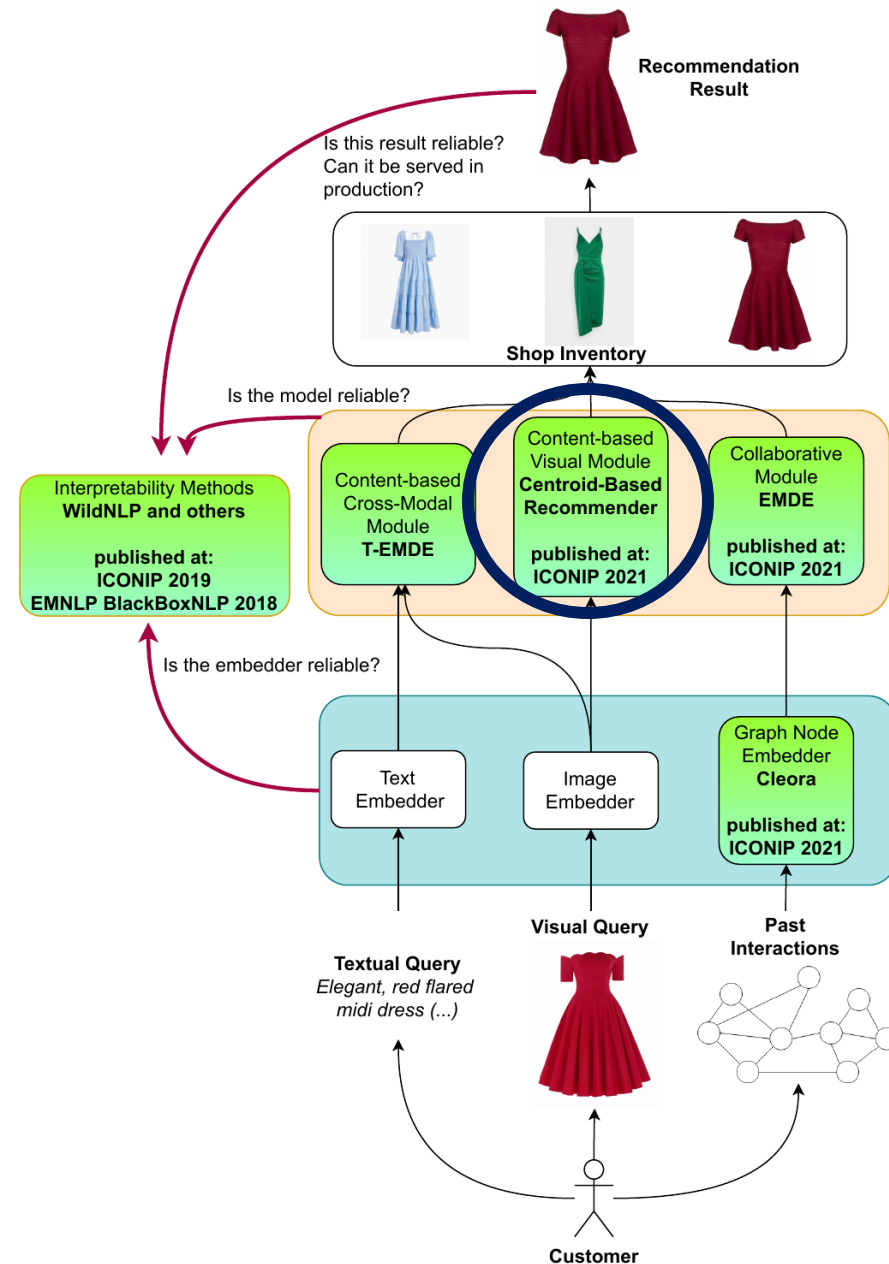 Recommendation
Result
Is this result reliable?
Can it be served in
production?
Shop Inventory
Is the model reliable?
Interpretability Methods
WildNLP and others
published at:
ICONIP 2019
EMNLP BlackBoxNLP 2018
Content-based
Cross-Modal
Module
T-EMDE
Content-based
Visual Module
Centroid-Based
Recommender
published at:
ICONIP 2021
Collaborative
Module
EMDE
published at:
ICONIP 2021
Is the embedder reliable?
Text
Embedder
Image
Embedder
Graph Node
Embedder
Cleora
published at:
ICONIP 2021
Textual Query
Elegant, red flared
midi dress (...)
Visual Query
Past
Interactions
Customer